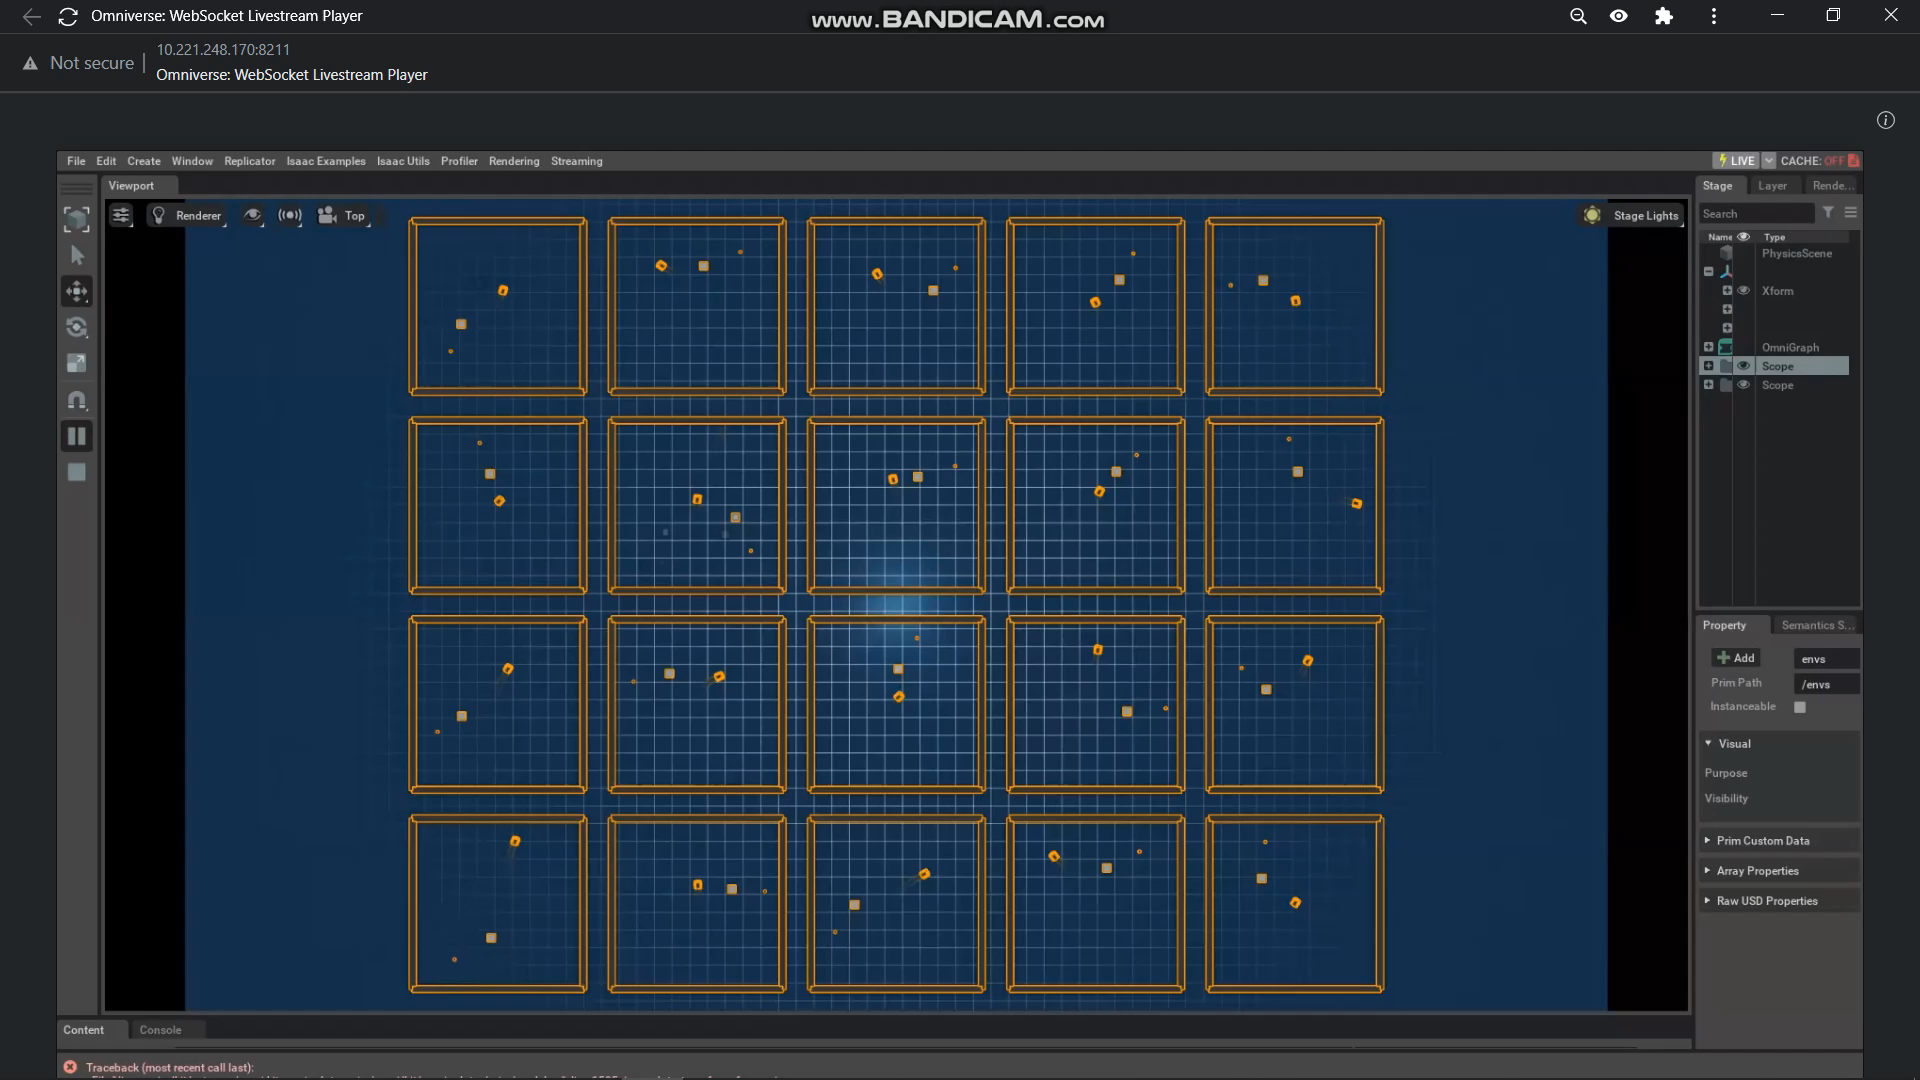 Omniverse: WebSocket Livestream Player
www.BANDICAM.com
Not secure
10.221.248.170:8211
Omniverse: WebSocket Livestream Player
File Edit Create Window Replicator Isaac Examples Isaac Utils Profiler Rendering Streaming
LIVE CACHE: OFF
Viewport
Stage Layer Rende...
Renderer Top Stage Lights
Search
Name Type
PhysicsScene
Xform
OmniGraph
Scope
Scope
Property Semantics S...
Add envs
Prim Path /envs
Instanceable
Visual
Purpose
Visibility
Prim Custom Data
Array Properties
Raw USD Properties
Content Console
Traceback (most recent call last):